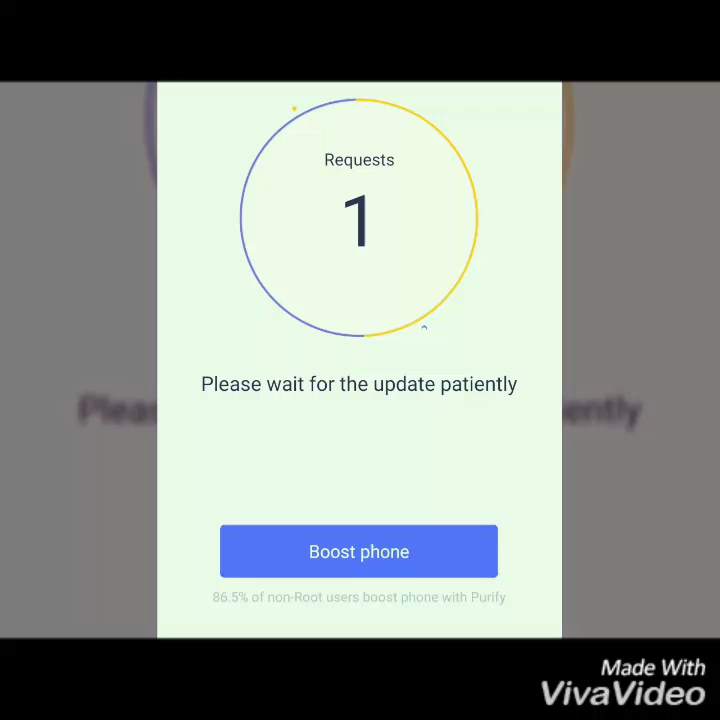 Requests
1
Please wait for the update patiently
Boost phone
86.5% of non-Root users boost phone with Purify
Made With
VivaVideo